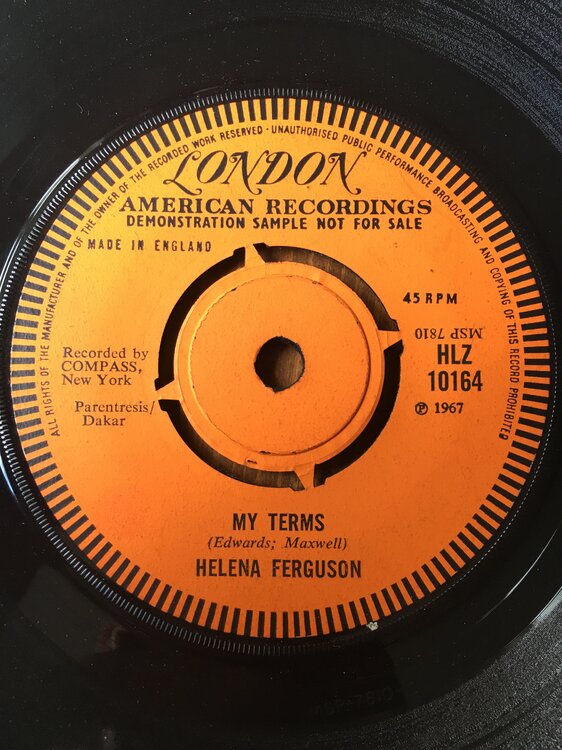 ALL RIGHTS OF THE MANUFACTURER AND OF THE OWNER OF THE RECORDED WORK RESERVED · UNAUTHORISED PUBLIC PERFORMANCE BROADCASTING AND COPYING OF THIS RECORD PROHIBITED
LONDON
AMERICAN RECORDINGS
DEMONSTRATION SAMPLE NOT FOR SALE
MADE IN ENGLAND
45 RPM
MSP 7810
Recorded by
COMPASS,
New York
HLZ
10164
Parentresis/
Dakar
℗ 1967
MY TERMS
(Edwards; Maxwell)
HELENA FERGUSON